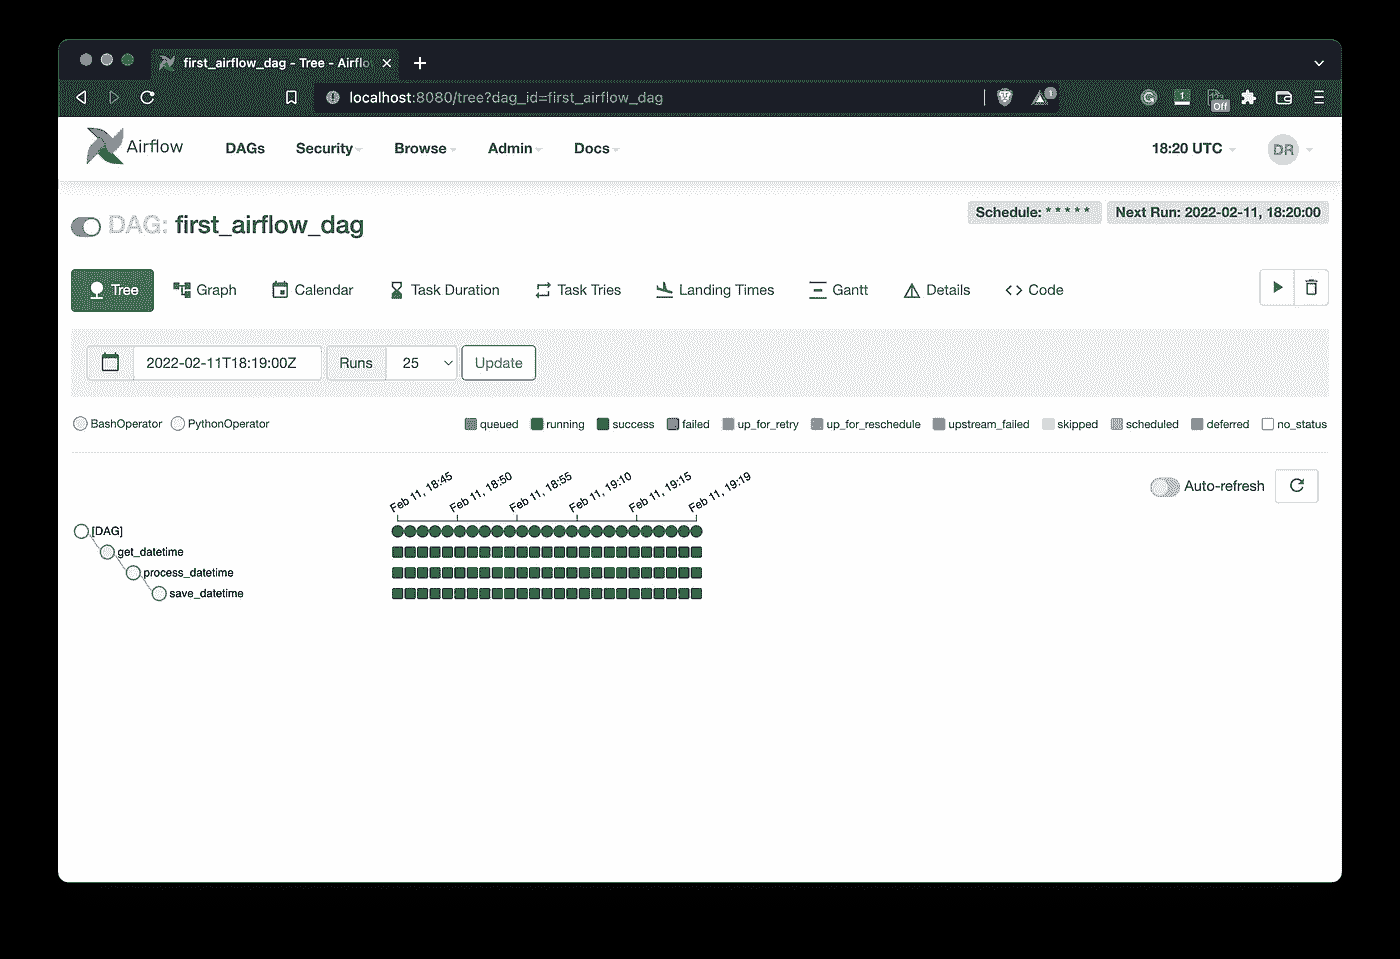 first_airflow_dag - Tree - Airflo
localhost:8080/tree?dag_id=first_airflow_dag
1
1
Off
Airflow DAGs Security Browse Admin Docs 18:20 UTC DR
DAG: first_airflow_dag
Schedule: * * * * * Next Run: 2022-02-11, 18:20:00
Tree Graph Calendar Task Duration Task Tries Landing Times Gantt Details Code
2022-02-11T18:19:00Z Runs 25 Update
BashOperator PythonOperator queued running success failed up_for_retry up_for_reschedule upstream_failed skipped scheduled deferred no_status
Feb 11, 18:45 Feb 11, 18:50 Feb 11, 18:55 Feb 11, 19:10 Feb 11, 19:15 Feb 11, 19:19
Auto-refresh
[DAG]
get_datetime
process_datetime
save_datetime